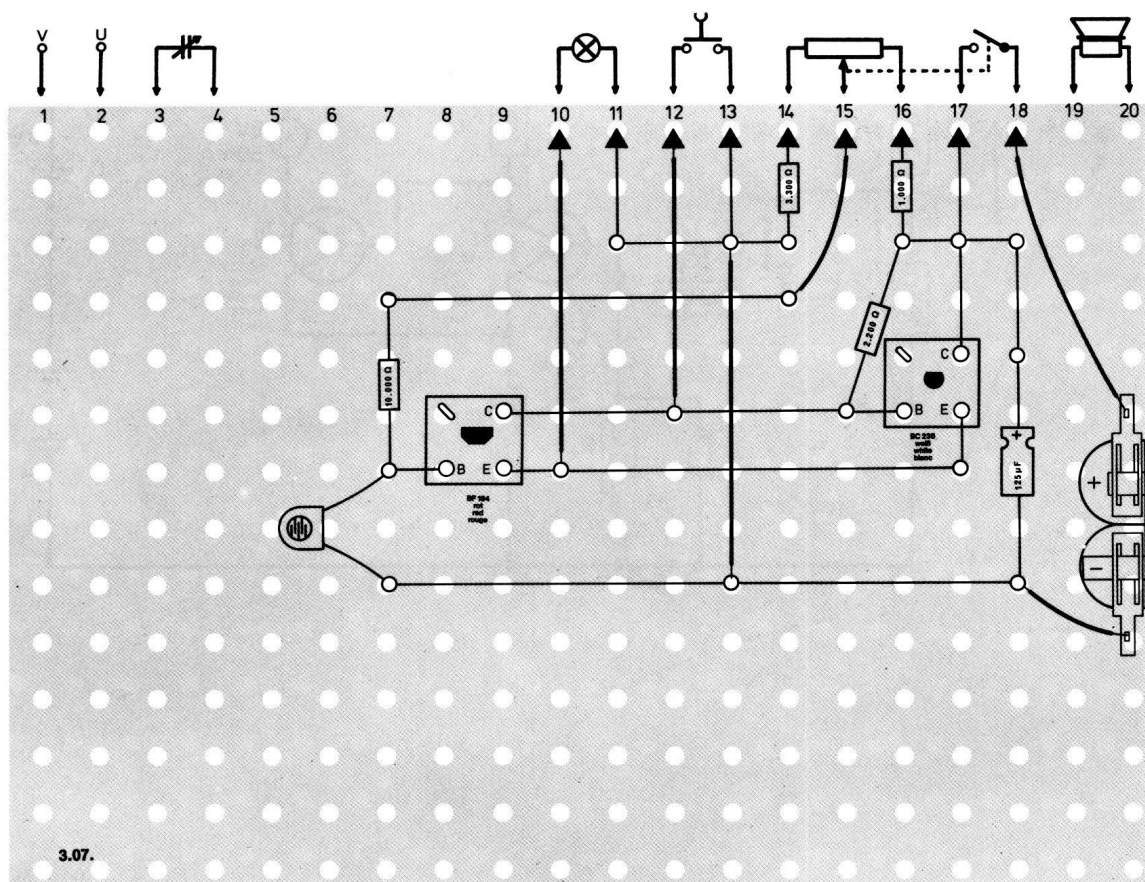 V U
1 2 3 4 5 6 7 8 9 10 11 12 13 14 15 16 17 18 19 20
3.300 Ω
1.000 Ω
2.200 Ω
10.000 Ω
C
B E
BC 238
weiß
white
blanc
C
B E
BF 194
rot
red
rouge
+
125µF
+
−
3.07.